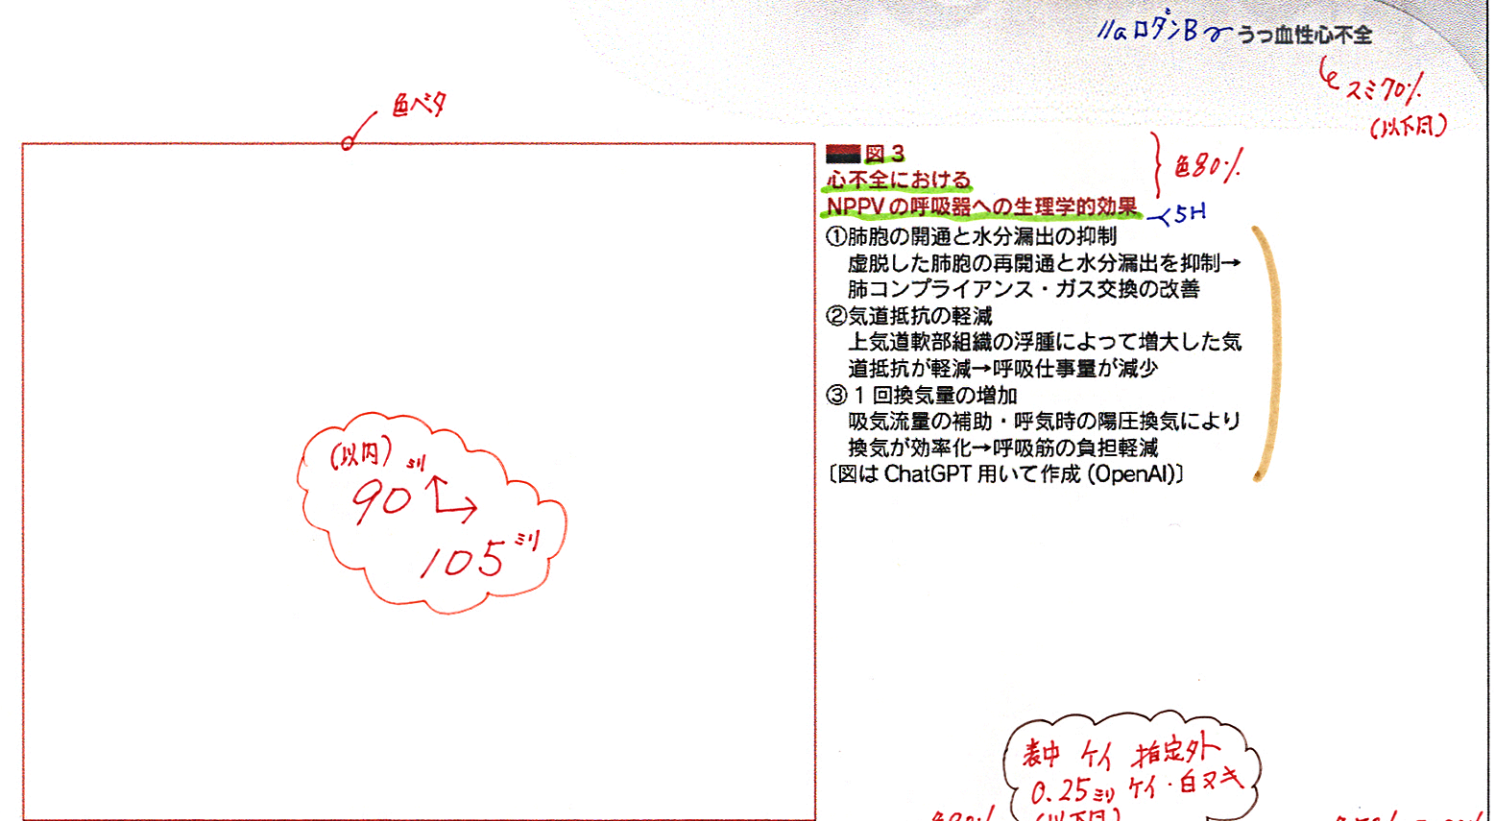 11aロダンB うっ血性心不全
スミ70%
(以下同)
色ベタ
図3
心不全における
NPPVの呼吸器への生理学的効果
色80%
5H
①肺胞の開通と水分漏出の抑制
虚脱した肺胞の再開通と水分漏出を抑制→
肺コンプライアンス・ガス交換の改善
②気道抵抗の軽減
上気道軟部組織の浮腫によって増大した気
道抵抗が軽減→呼吸仕事量が減少
③1回換気量の増加
吸気流量の補助・呼気時の陽圧換気により
換気が効率化→呼吸筋の負担軽減
〔図はChatGPT用いて作成(OpenAI)〕
(以内)
90ミリ
105ミリ
表中 ケイ 指定外
0.25ミリ ケイ・白ヌキ
(以下同)